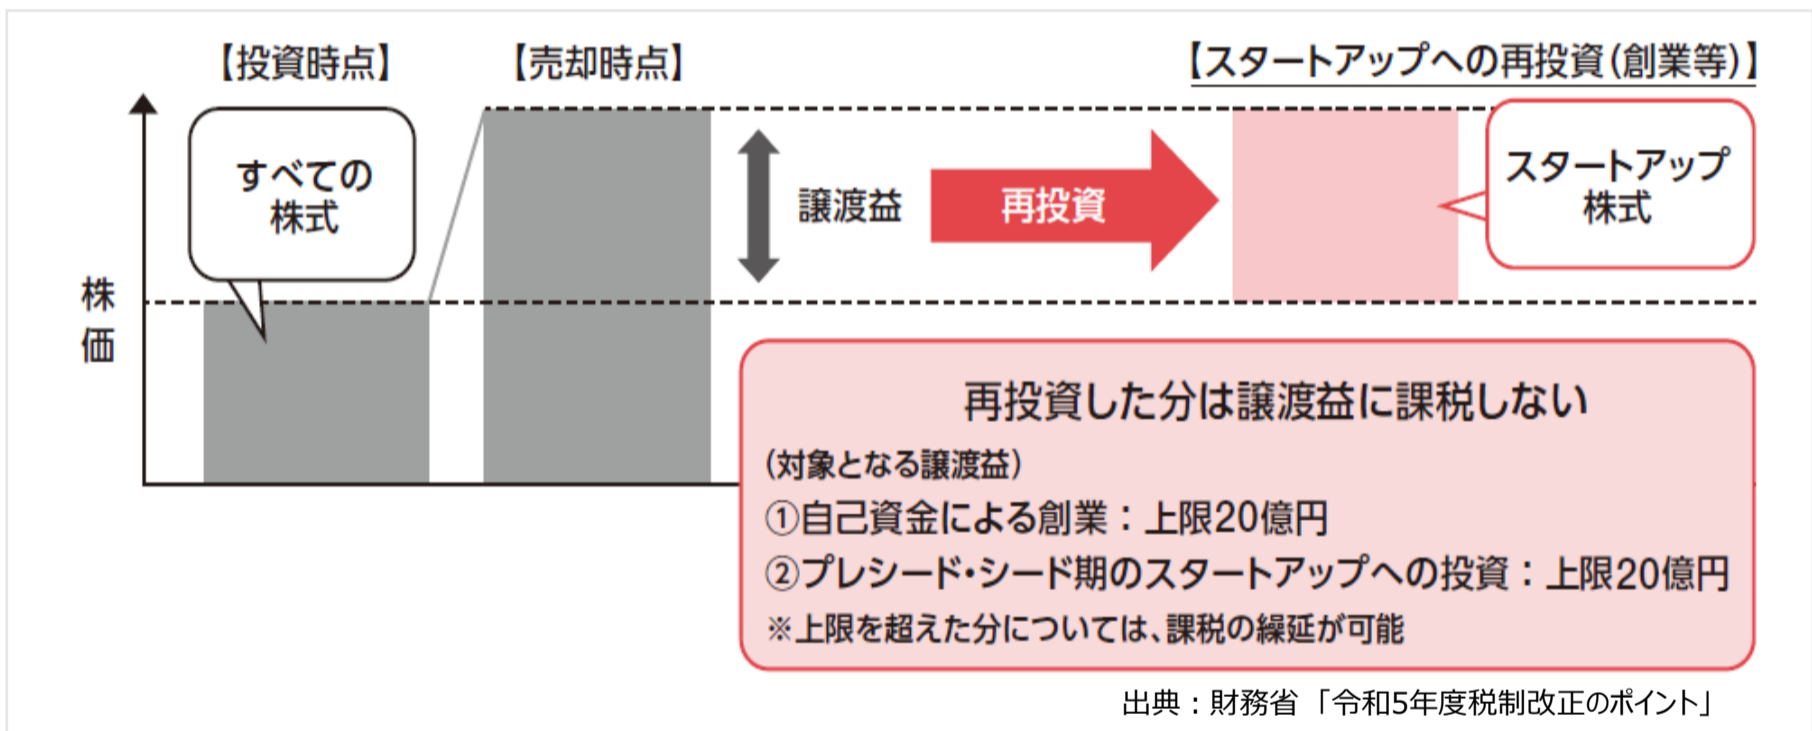 【投資時点】
【売却時点】
【スタートアップへの再投資（創業等）】
すべての
株式
株価
譲渡益
再投資
スタートアップ
株式
再投資した分は譲渡益に課税しない
（対象となる譲渡益）
①自己資金による創業：上限20億円
②プレシード・シード期のスタートアップへの投資：上限20億円
※上限を超えた分については、課税の繰延が可能
出典：財務省「令和5年度税制改正のポイント」